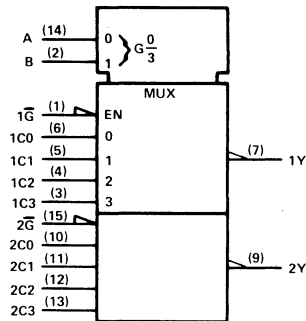 A (14) 0
B (2) 1 } G 0/3
MUX
1G̅ (1) EN
1C0 (6) 0
1C1 (5) 1 (7) 1Y
1C2 (4) 2
1C3 (3) 3
2G̅ (15)
2C0 (10)
2C1 (11) (9) 2Y
2C2 (12)
2C3 (13)